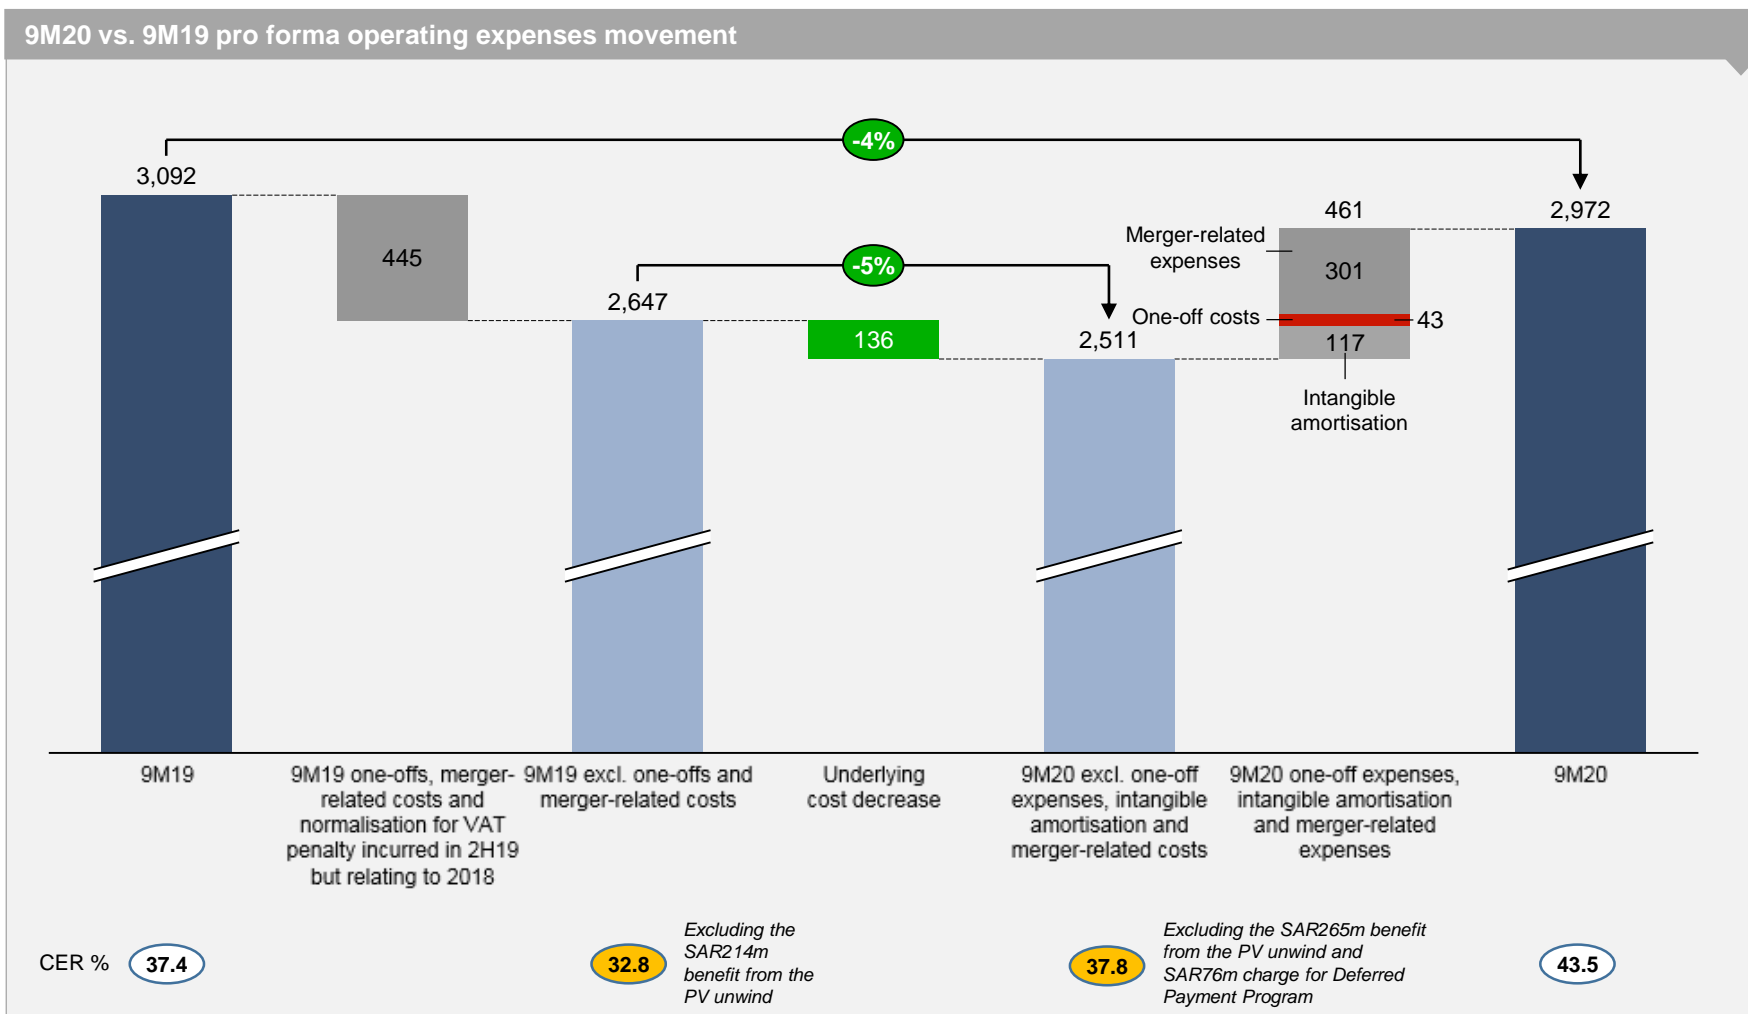 9M20 vs. 9M19 pro forma operating expenses movement
-4%
3,092
461
2,972
Merger-related
expenses
445
301
-5%
2,647
One-off costs
43
136
2,511
117
Intangible
amortisation
9M19
9M19 one-offs, merger-
related costs and
normalisation for VAT
penalty incurred in 2H19
but relating to 2018
9M19 excl. one-offs and
merger-related costs
Underlying
cost decrease
9M20 excl. one-off
expenses, intangible
amortisation and
merger-related costs
9M20 one-off expenses,
intangible amortisation
and merger-related
expenses
9M20
CER %
37.4
32.8
Excluding the
SAR214m
benefit from the
PV unwind
37.8
Excluding the SAR265m benefit
from the PV unwind and
SAR76m charge for Deferred
Payment Program
43.5